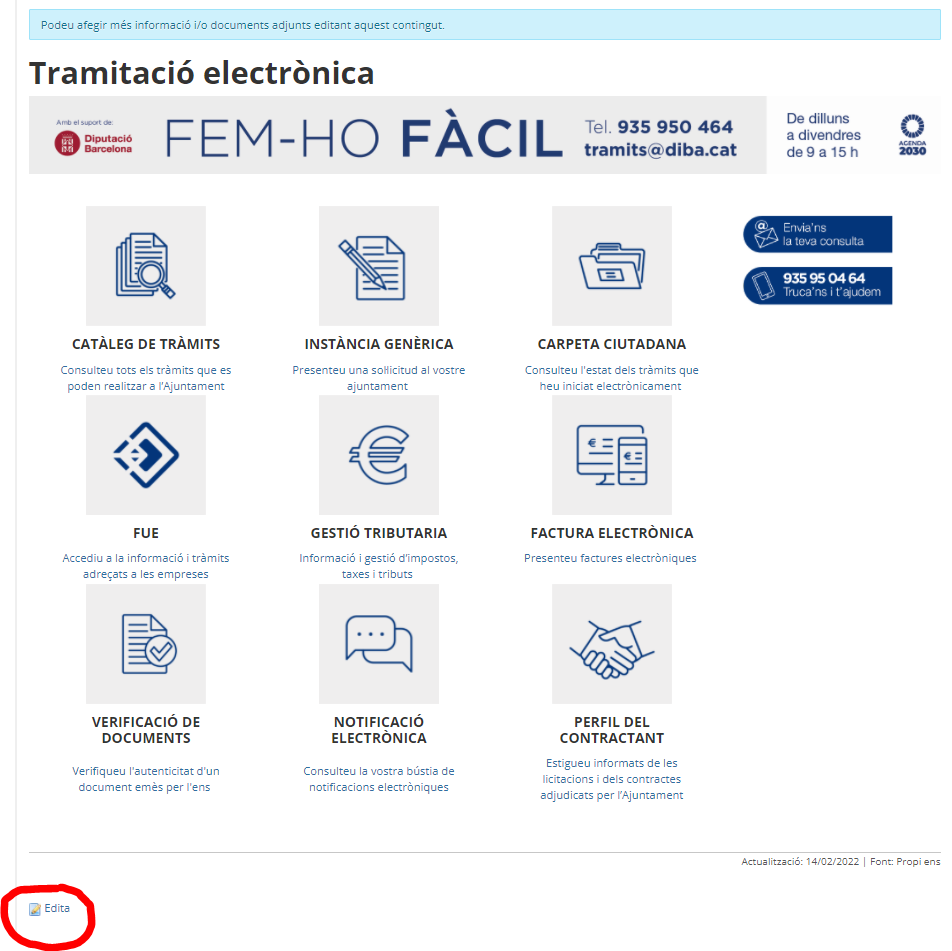 Podeu afegir més informació i/o documents adjunts editant aquest contingut.
Tramitació electrònica
Amb el suport de:
Diputació
Barcelona
FEM-HO FÀCIL
Tel. 935 950 464
tramits@diba.cat
De dilluns
a divendres
de 9 a 15 h
AGENDA
2030
Envia'ns
la teva consulta
935 95 04 64
Truca'ns i t'ajudem
CATÀLEG DE TRÀMITS
Consulteu tots els tràmits que es
poden realitzar a l'Ajuntament
INSTÀNCIA GENÈRICA
Presenteu una sol·licitud al vostre
ajuntament
CARPETA CIUTADANA
Consulteu l'estat dels tràmits que
heu iniciat electrònicament
FUE
Accediu a la informació i tràmits
adreçats a les empreses
GESTIÓ TRIBUTARIA
Informació i gestió d'impostos,
taxes i tributs
FACTURA ELECTRÒNICA
Presenteu factures electròniques
VERIFICACIÓ DE
DOCUMENTS
Verifiqueu l'autenticitat d'un
document emès per l'ens
NOTIFICACIÓ
ELECTRÒNICA
Consulteu la vostra bústia de
notificacions electròniques
PERFIL DEL
CONTRACTANT
Estigueu informats de les
licitacions i dels contractes
adjudicats per l'Ajuntament
Actualització: 14/02/2022 | Font: Propi ens
Edita